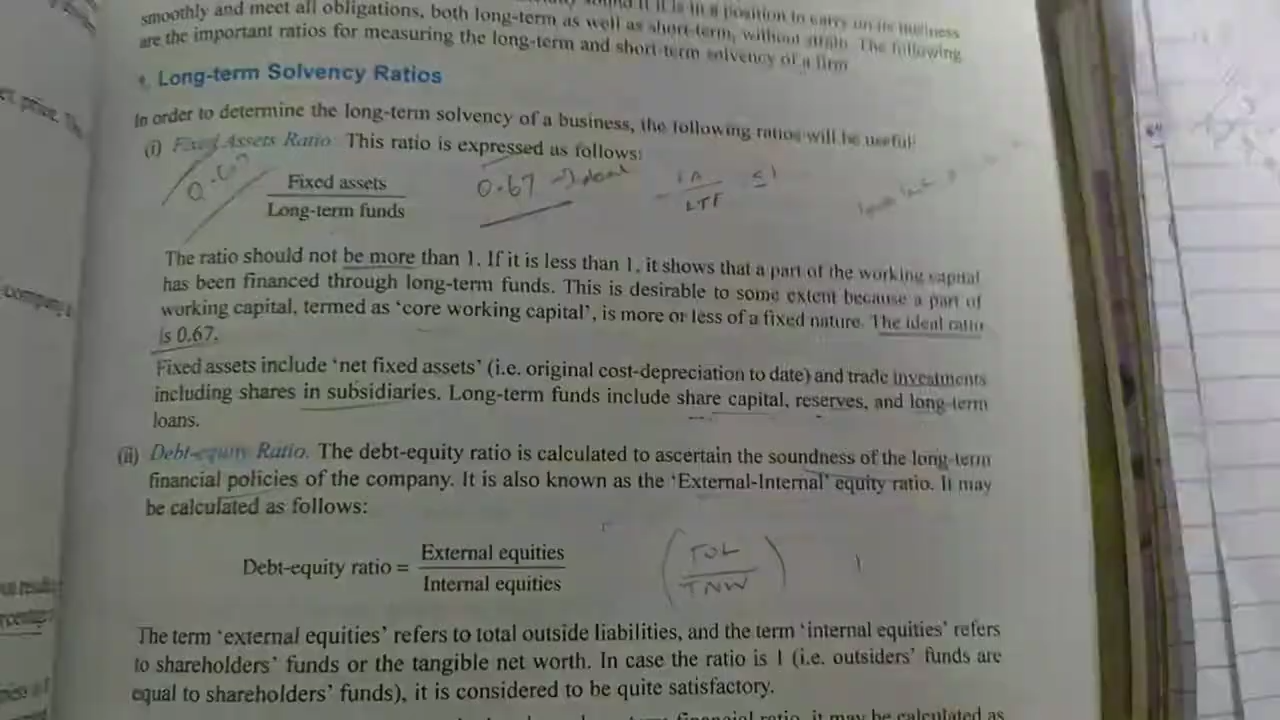 smoothly and meet all obligations, both long-term as well as short-term, without strain. The following
are the important ratios for measuring the long-term and short-term solvency of a firm
Long-term Solvency Ratios
In order to determine the long-term solvency of a business, the following ratios will be useful:
(i) Fixed Assets Ratio. This ratio is expressed as follows:
0.67
Fixed assets
Long-term funds
0.67 → Ideal
LTF
≤1
The ratio should not be more than 1. If it is less than 1, it shows that a part of the working capital
has been financed through long-term funds. This is desirable to some extent because a part of
working capital, termed as ‘core working capital’, is more or less of a fixed nature. The ideal ratio
is 0.67.
Fixed assets include ‘net fixed assets’ (i.e. original cost-depreciation to date) and trade investments
including shares in subsidiaries. Long-term funds include share capital, reserves, and long-term
loans.
(ii) Debt-equity Ratio. The debt-equity ratio is calculated to ascertain the soundness of the long-term
financial policies of the company. It is also known as the ‘External-Internal’ equity ratio. It may
be calculated as follows:
Debt-equity ratio = External equities
Internal equities
(TOL
TNW)
The term ‘external equities’ refers to total outside liabilities, and the term ‘internal equities’ refers
to shareholders’ funds or the tangible net worth. In case the ratio is 1 (i.e. outsiders’ funds are
equal to shareholders’ funds), it is considered to be quite satisfactory.
financial ratio, it may be calculated as